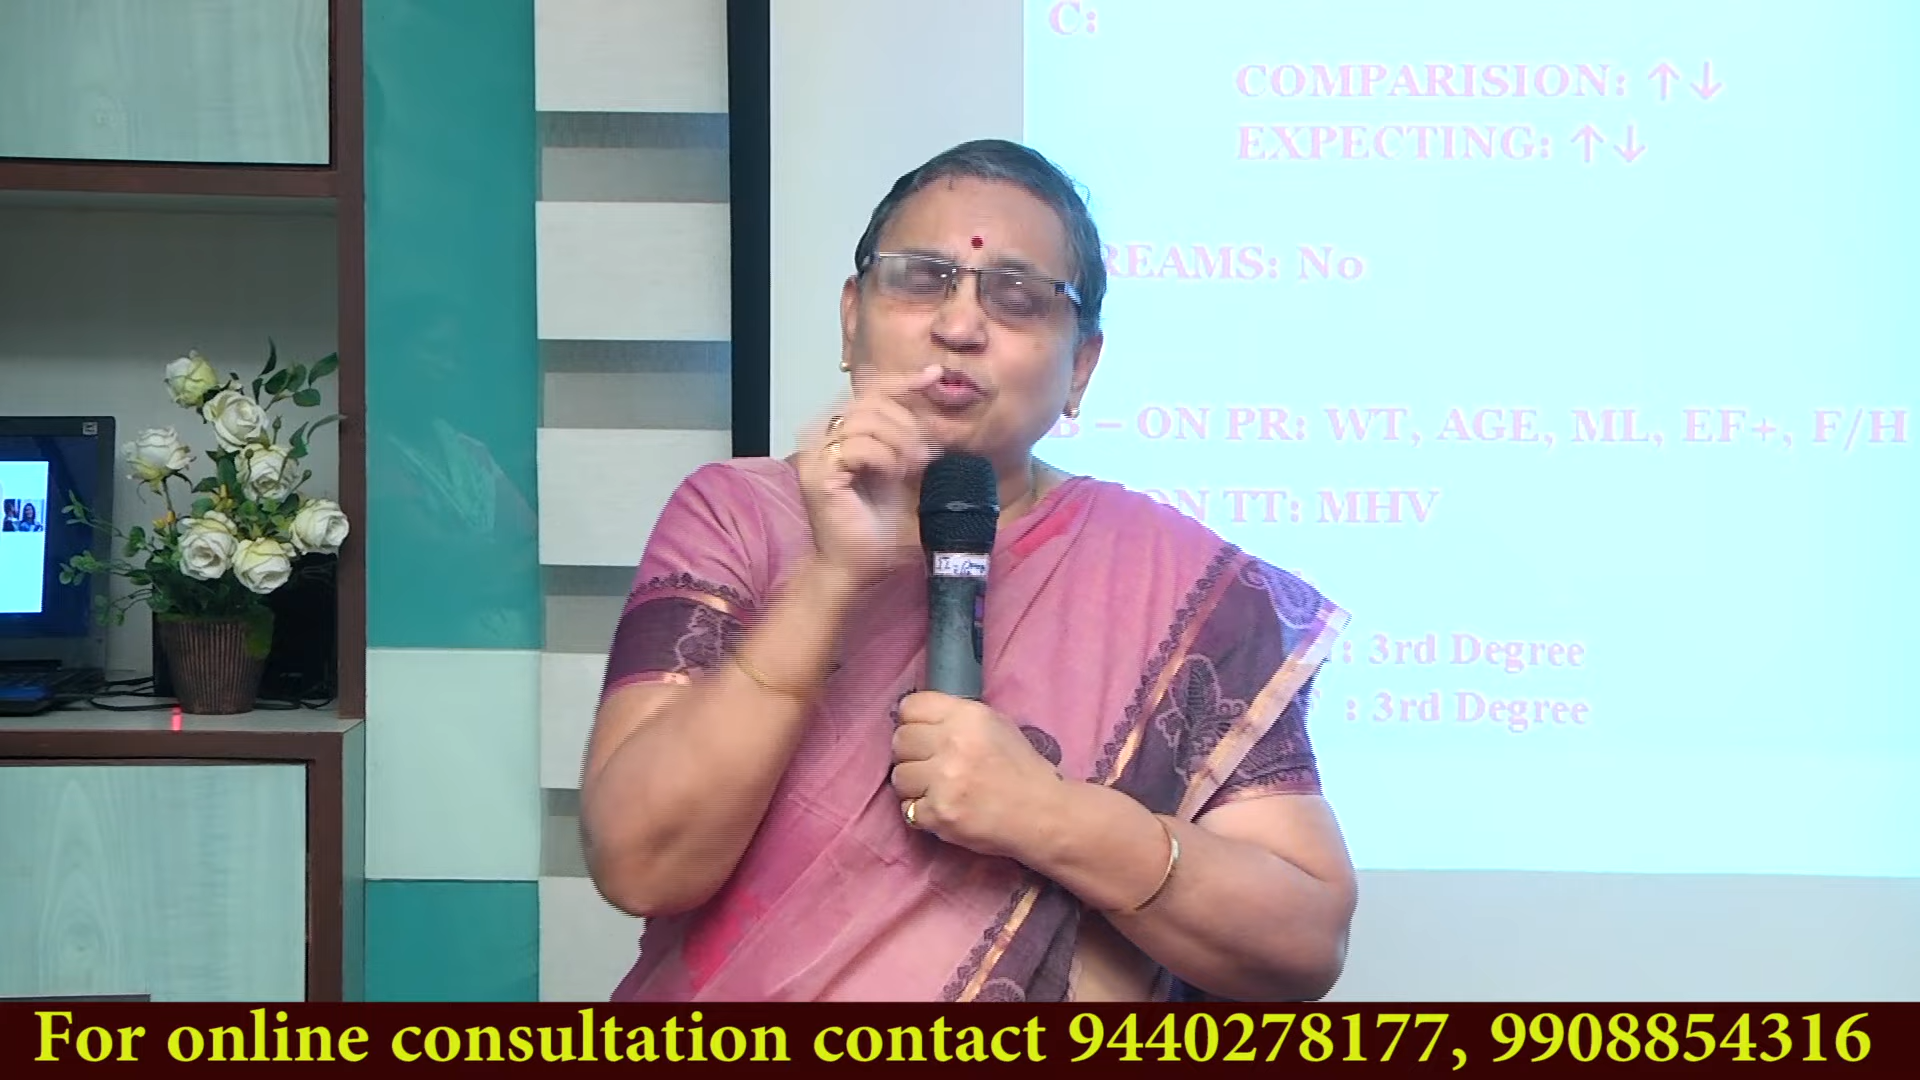 C:
COMPARISION: ↑↓
EXPECTING: ↑↓
REAMS: No
B – ON PR: WT, AGE, ML, EF+, F/H
ON TT: MHV
: 3rd Degree
: 3rd Degree
For online consultation contact 9440278177, 9908854316